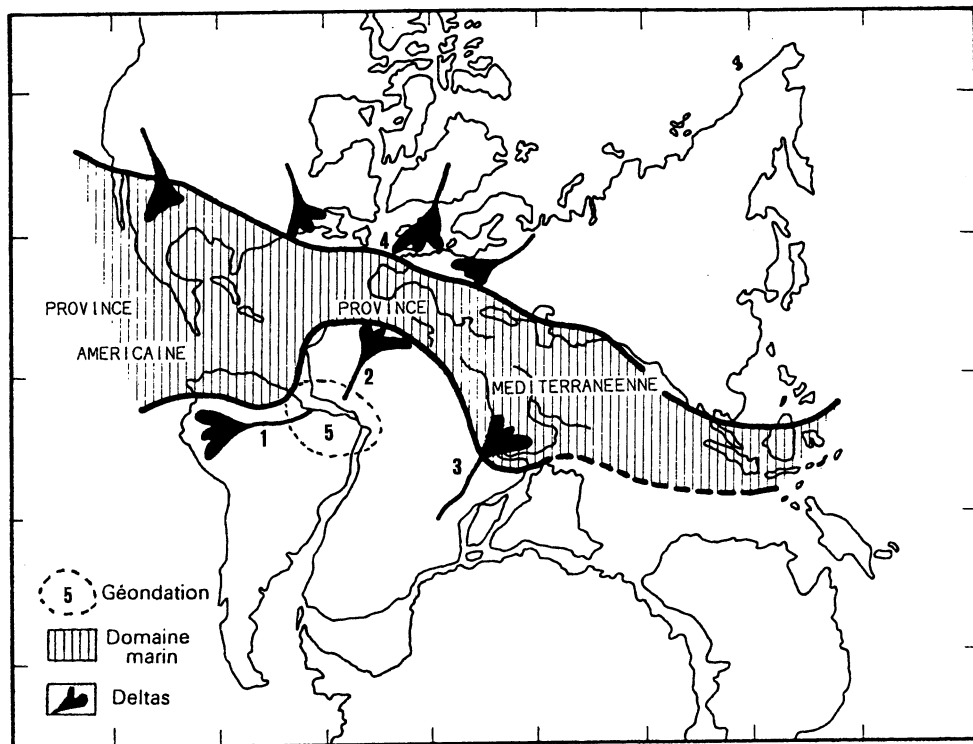 4
PROVINCE
AMERICAINE
PROVINCE
MEDITERRANEENNE
2
1
5
3
5 Géondation
Domaine
marin
Deltas